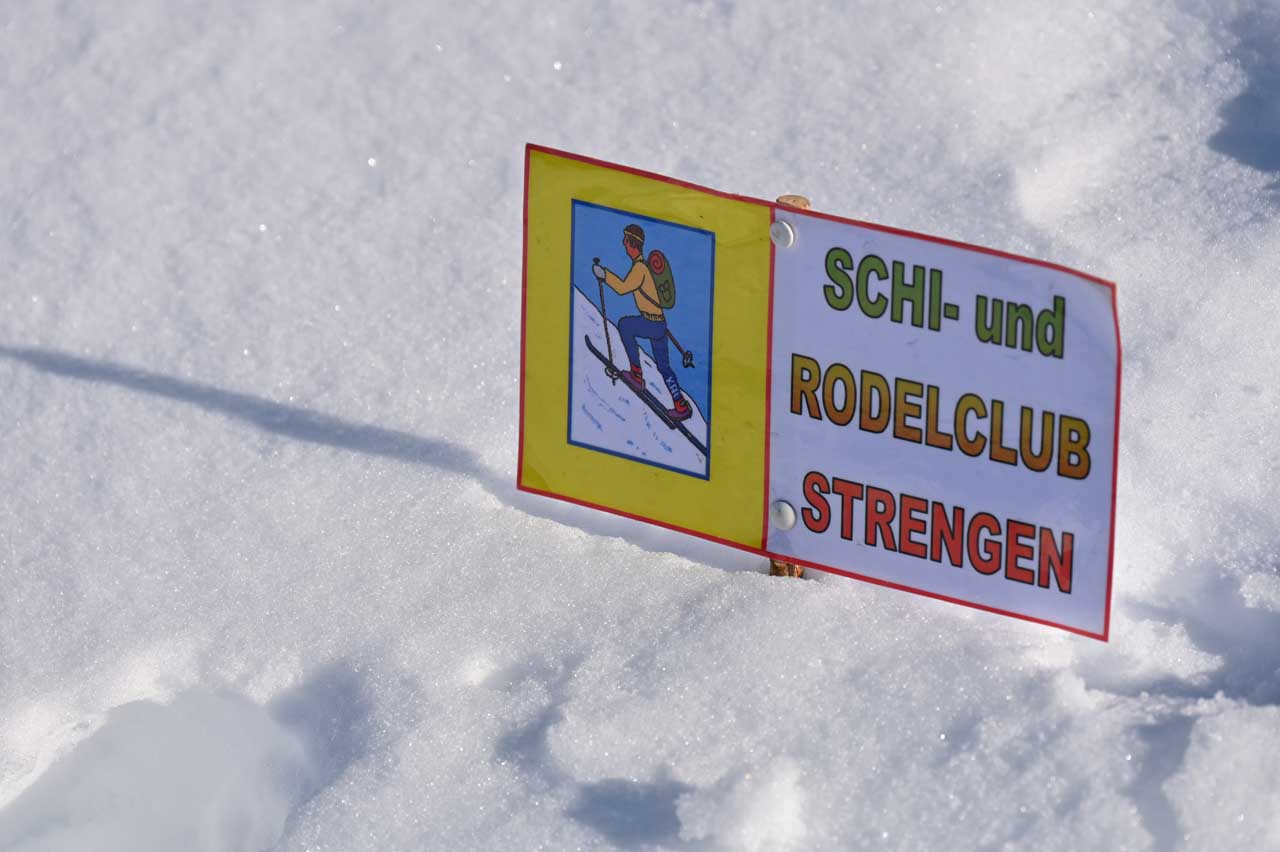 SCHI- und
RODELCLUB
STRENGEN